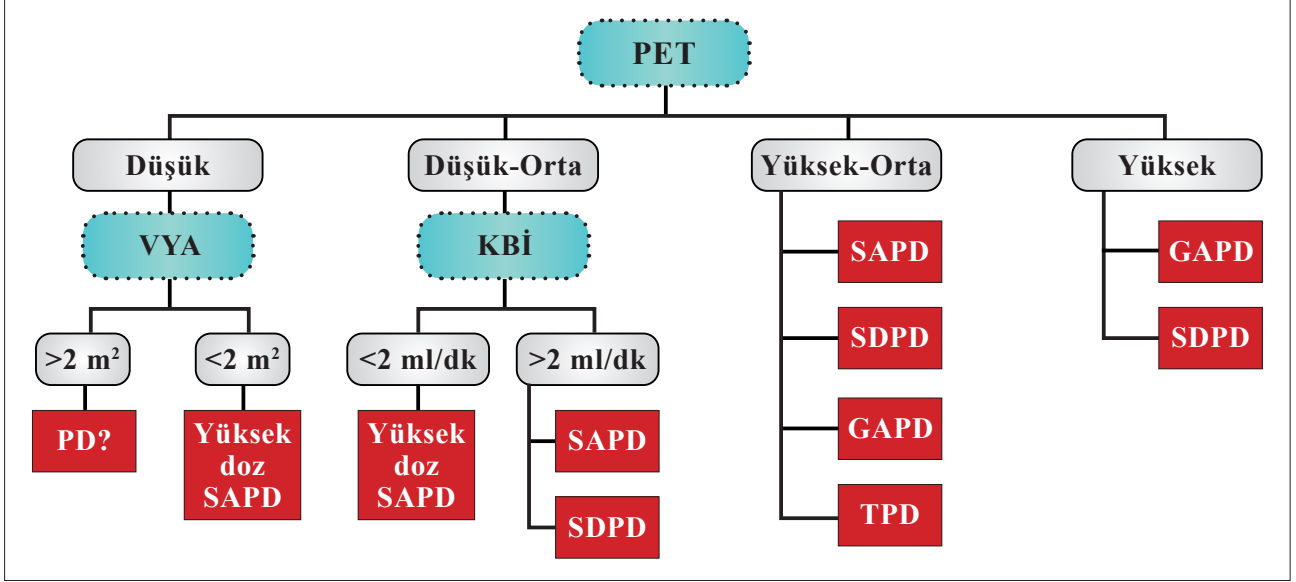 PET
Düşük
Düşük-Orta
Yüksek-Orta
Yüksek
VYA
KBİ
>2 m²
<2 m²
<2 ml/dk
>2 ml/dk
PD?
Yüksek
doz
SAPD
Yüksek
doz
SAPD
SAPD
SDPD
SAPD
SDPD
GAPD
TPD
GAPD
SDPD